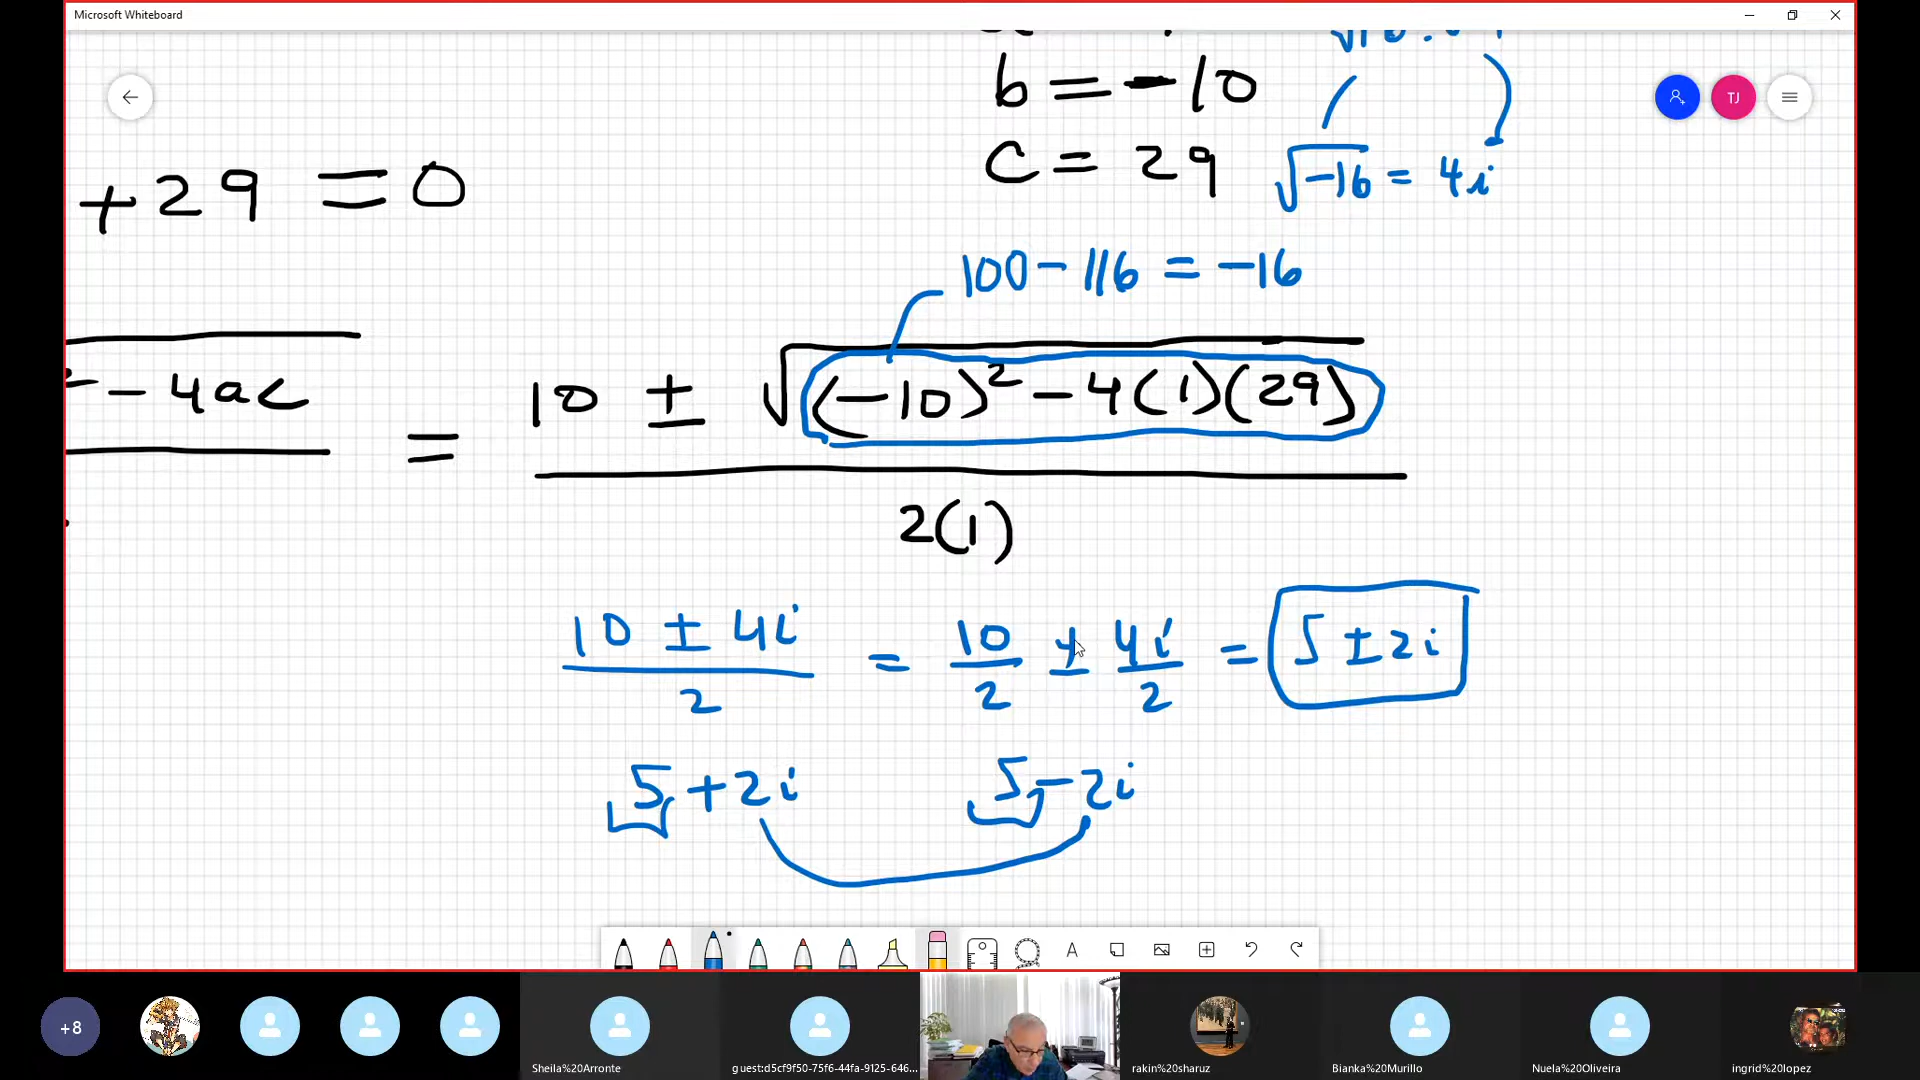 Microsoft Whiteboard
b = -10
TJ
c = 29
√-16 = 4i
+ 29 = 0
100 - 116 = -16
² - 4ac
= 10 ± √(-10)² - 4(1)(29)
2(1)
10 ± 4i = 10 ± 4i = 5 ± 2i
2 2 2
5 + 2i 5 - 2i
A
+8
Sheila%20Arronte
guest:d5cf9f50-75f6-44fa-9125-646...
rakin%20sharuz
Bianka%20Murillo
Nuela%20Oliveira
ingrid%20lopez